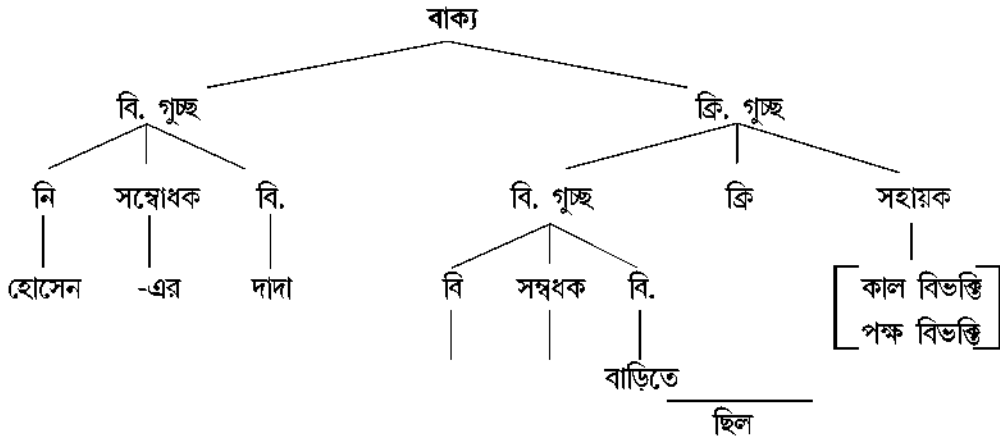 বাক্য
বি. গুচ্ছ ক্রি. গুচ্ছ
নি সম্বোধক বি. বি. গুচ্ছ ক্রি সহায়ক
হোসেন -এর দাদা বি সম্বধক বি. কাল বিভক্তি
পক্ষ বিভক্তি
বাড়িতে
ছিল